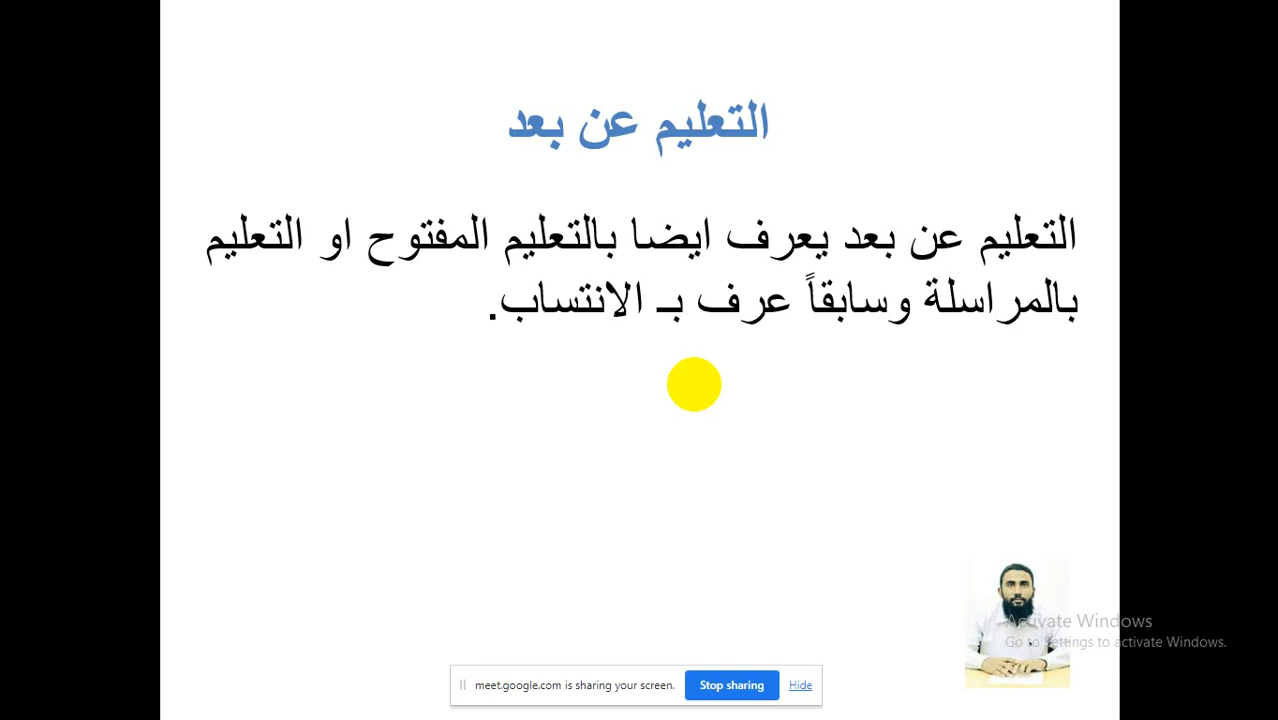 التعليم عن بعد
التعليم عن بعد يعرف ايضا بالتعليم المفتوح او التعليم
بالمراسلة وسابقاً عرف بـ الانتساب.
Activate Windows
Go to Settings to activate Windows.
meet.google.com is sharing your screen.
Stop sharing
Hide